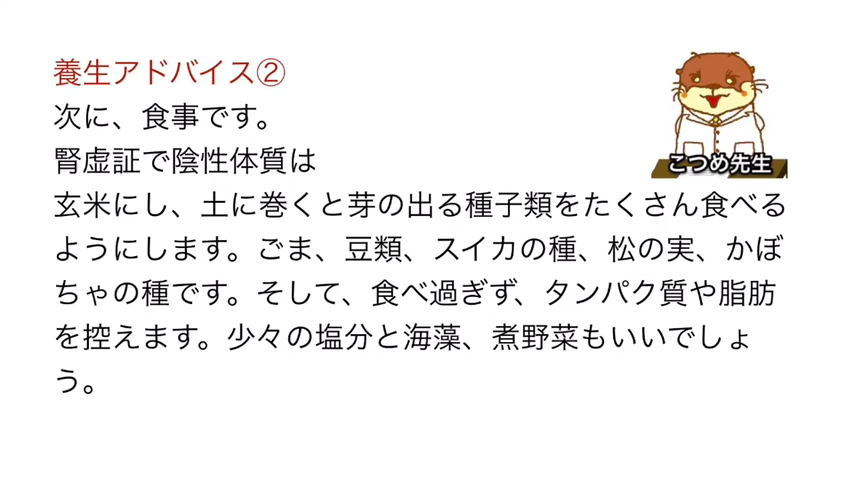 養生アドバイス②
次に、食事です。
腎虚証で陰性体質は
玄米にし、土に巻くと芽の出る種子類をたくさん食べる
ようにします。ごま、豆類、スイカの種、松の実、かぼ
ちゃの種です。そして、食べ過ぎず、タンパク質や脂肪
を控えます。少々の塩分と海藻、煮野菜もいいでしょ
う。
こつめ先生